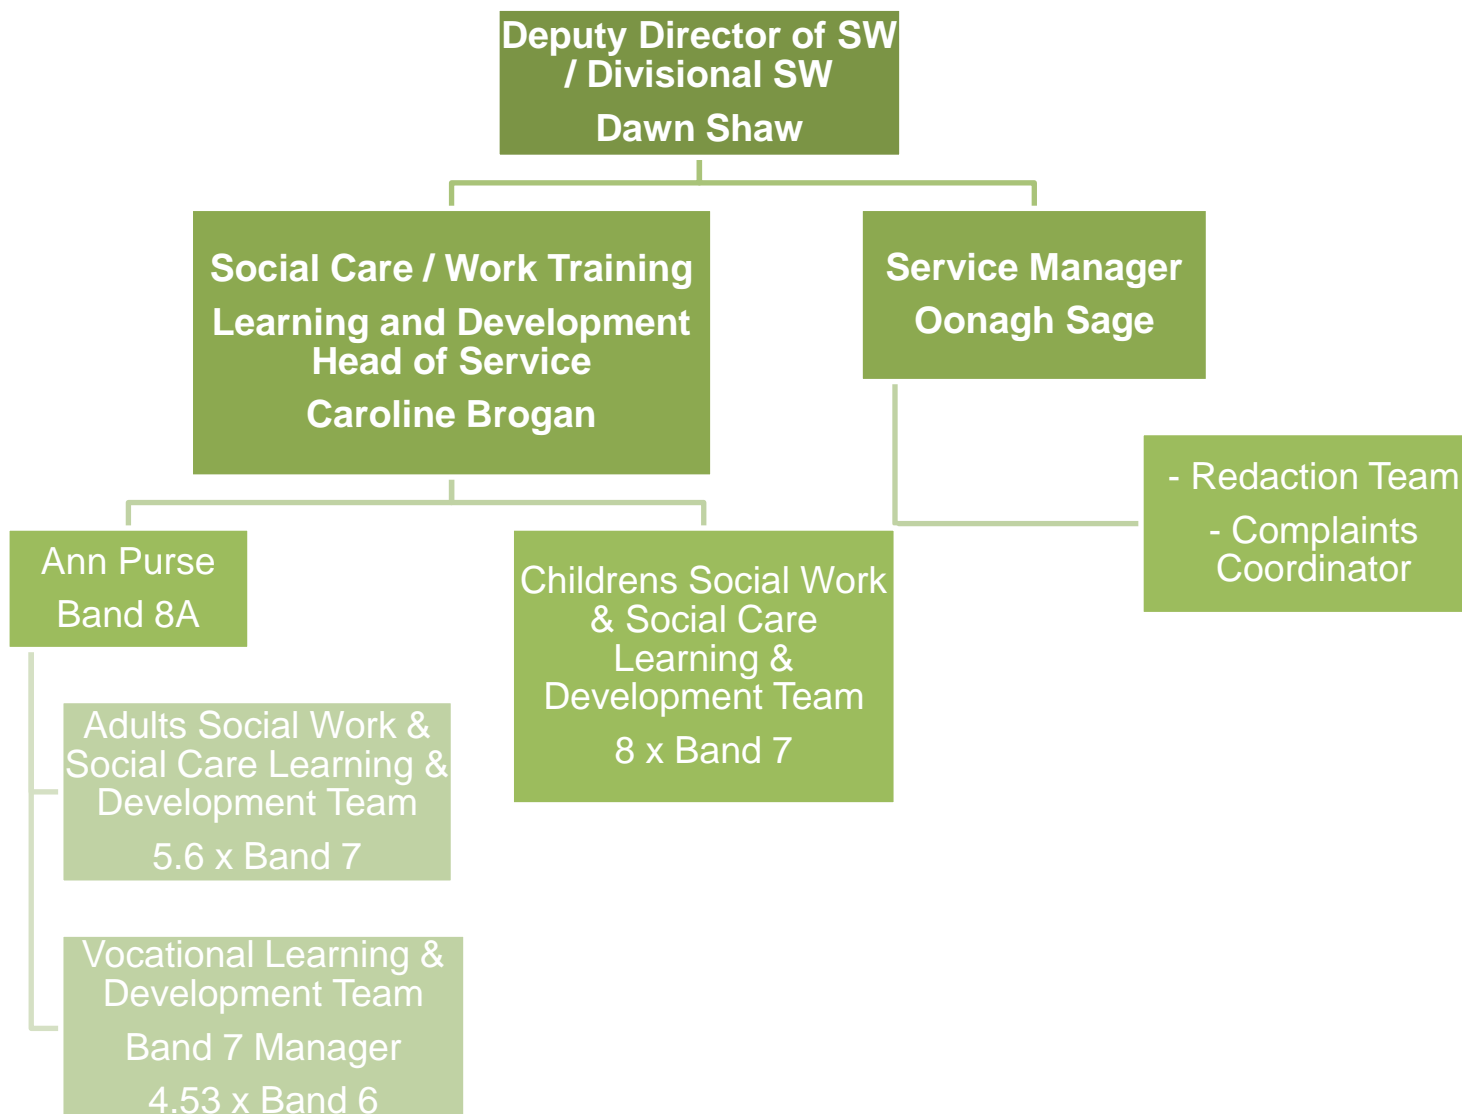 Deputy Director of SW
/ Divisional SW
Dawn Shaw
Social Care / Work Training
Learning and Development
Head of Service
Caroline Brogan
Service Manager
Oonagh Sage
- Redaction Team
- Complaints
Coordinator
Ann Purse
Band 8A
Childrens Social Work
& Social Care
Learning &
Development Team
8 x Band 7
Adults Social Work &
Social Care Learning &
Development Team
5.6 x Band 7
Vocational Learning &
Development Team
Band 7 Manager
4.53 x Band 6